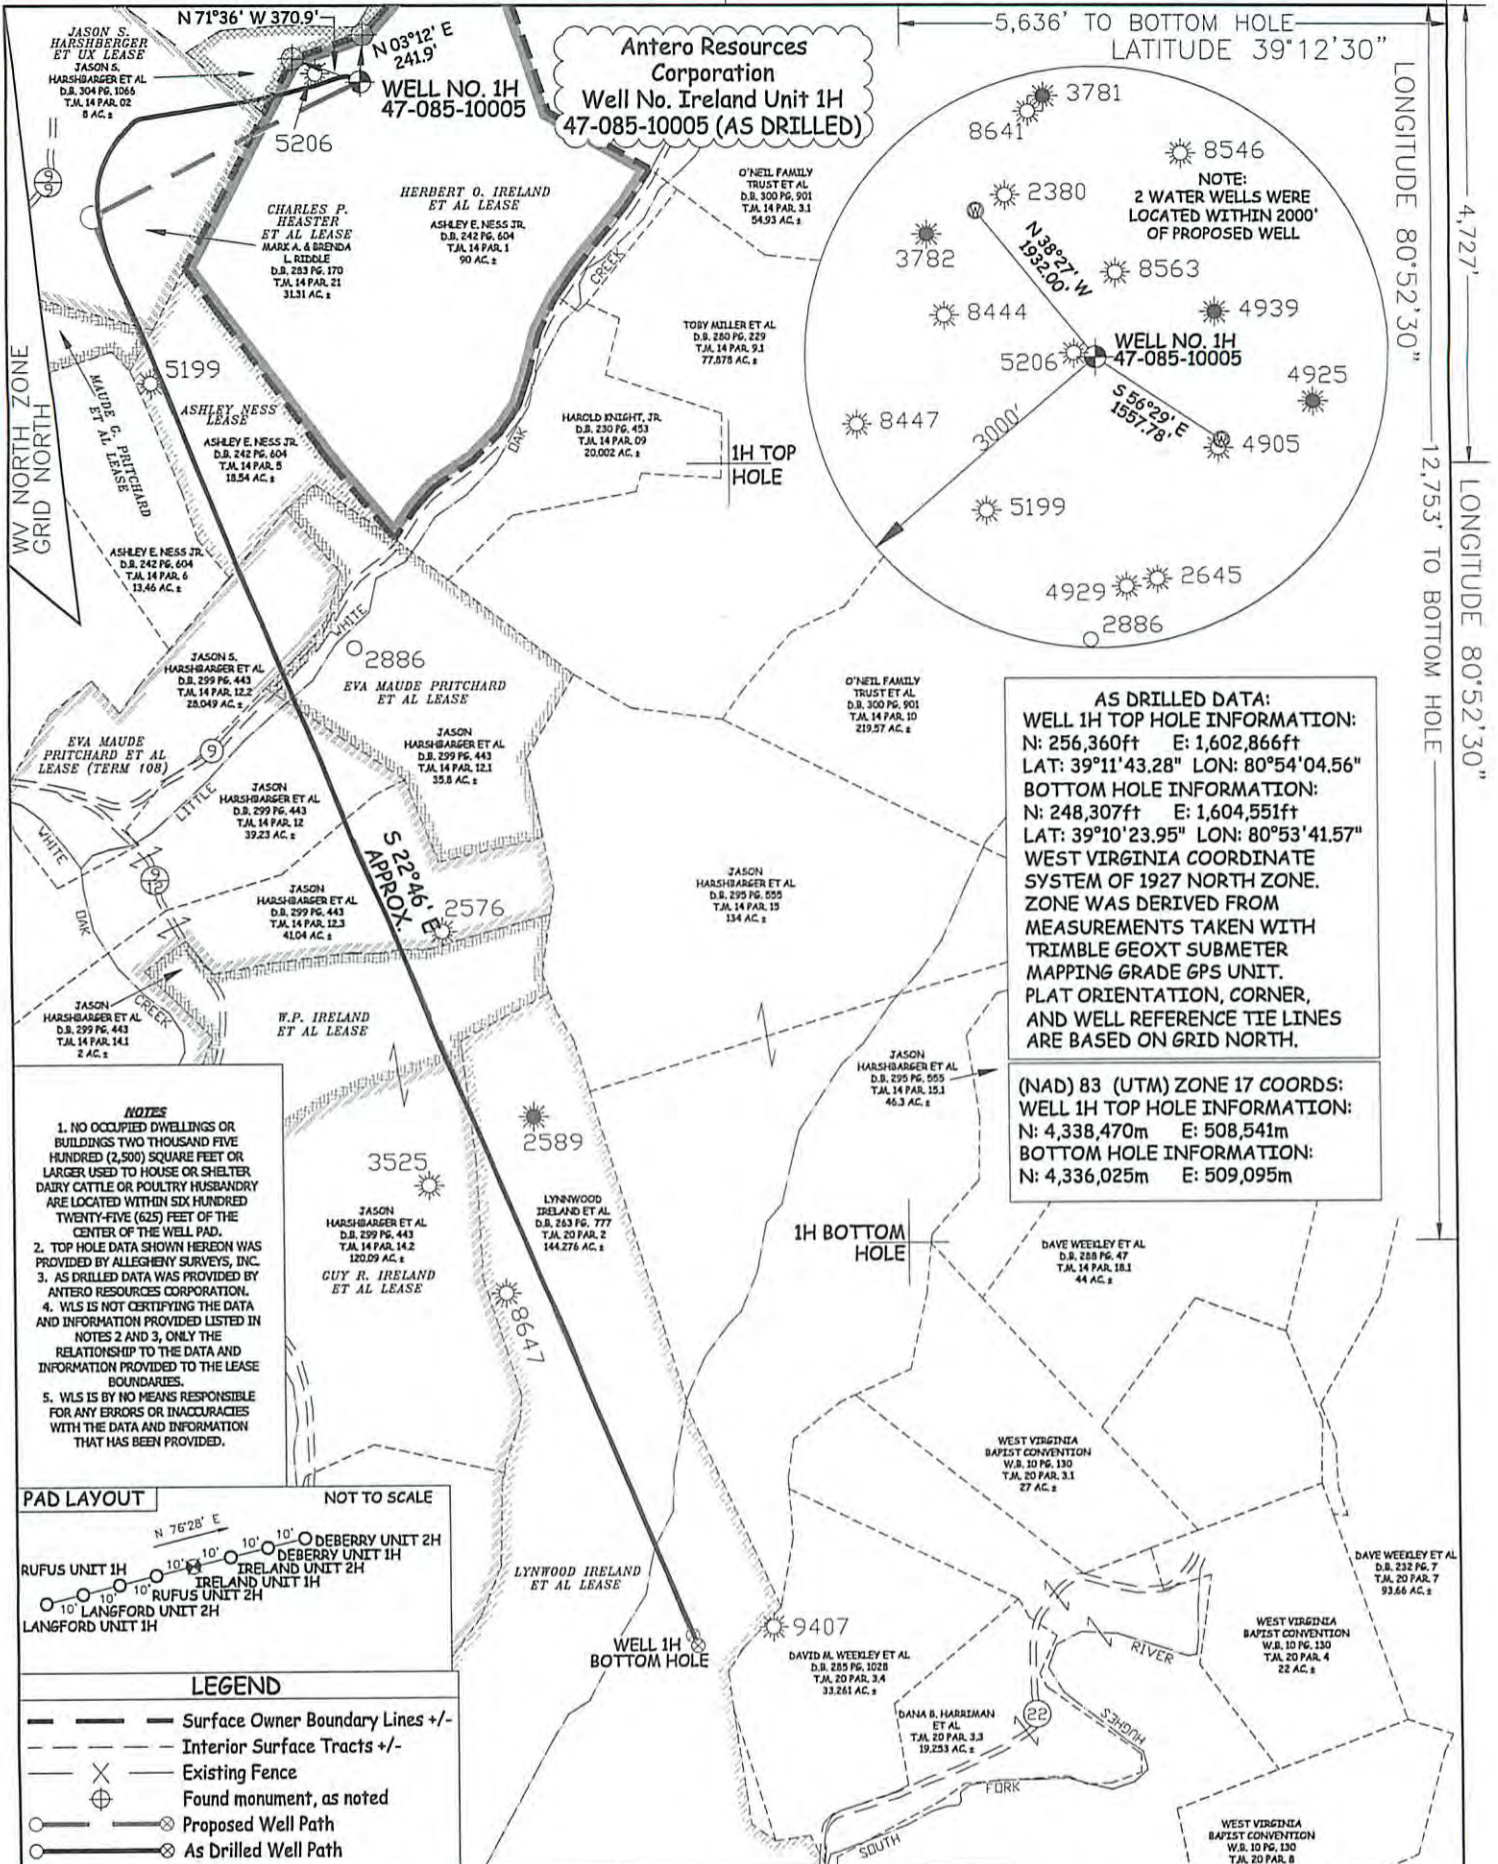 N 71°36' W 370.9'
N 03°12' E
241.9'
JASON S.
HARSHBERGER
ET UX LEASE
JASON S.
HARSHBARGER ET AL
D.B. 304 PG. 1066
T.M. 14 PAR. 02
8 AC. ±
WELL NO. 1H
47-085-10005
5206
Antero Resources
Corporation
Well No. Ireland Unit 1H
47-085-10005 (AS DRILLED)
5,636' TO BOTTOM HOLE
LATITUDE 39°12'30"
LONGITUDE 80°52'30"
4,727'
12,753' TO BOTTOM HOLE
LONGITUDE 80°52'30"
9
9
CHARLES P.
HEASTER
ET AL LEASE
MARK A. & BRENDA
L RIDDLE
D.B. 283 PG. 170
T.M. 14 PAR. 21
31.31 AC. ±
HERBERT O. IRELAND
ET AL LEASE
ASHLEY E. NESS JR.
D.B. 242 PG. 604
T.M. 14 PAR. 1
90 AC. ±
CREEK
O'NEIL FAMILY
TRUST ET AL
D.B. 300 PG. 901
T.M. 14 PAR. 3.1
54.93 AC. ±
TOBY MILLER ET AL
D.B. 280 PG. 229
T.M. 14 PAR. 9.1
77.878 AC. ±
HAROLD KNIGHT, JR.
D.B. 230 PG. 453
T.M. 14 PAR. 09
20.002 AC. ±
OAK
1H TOP
HOLE
3781
8641
8546
NOTE:
2 WATER WELLS WERE
LOCATED WITHIN 2000'
OF PROPOSED WELL
2380
W
3782
N 38°27' W
1932.00'
8563
8444
4939
WELL NO. 1H
47-085-10005
5206
4925
S 56°29' E
1557.78'
8447
3000'
W
4905
5199
4929
2645
2886
WV NORTH ZONE
GRID NORTH
MAUDE G. PRITCHARD
ET AL LEASE
5199
ASHLEY NESS
LEASE
ASHLEY E. NESS JR.
D.B. 242 PG. 604
T.M. 14 PAR. 5
18.54 AC. ±
ASHLEY E. NESS JR.
D.B. 242 PG. 604
T.M. 14 PAR. 6
13.46 AC. ±
WHITE
JASON S.
HARSHBARGER ET AL
D.B. 299 PG. 443
T.M. 14 PAR. 12.2
28.049 AC. ±
2886
EVA MAUDE PRITCHARD
ET AL LEASE
JASON
HARSHBARGER ET AL
D.B. 299 PG. 443
T.M. 14 PAR. 12.1
35.8 AC. ±
EVA MAUDE
PRITCHARD ET AL
LEASE (TERM 108)
9
LITTLE
JASON
HARSHBARGER ET AL
D.B. 299 PG. 443
T.M. 14 PAR. 12
39.23 AC. ±
WHITE
9
12
OAK
CREEK
S 22°46' E
APPROX.
2576
JASON
HARSHBARGER ET AL
D.B. 299 PG. 443
T.M. 14 PAR. 12.3
41.04 AC. ±
JASON
HARSHBARGER ET AL
D.B. 299 PG. 443
T.M. 14 PAR. 14.1
2 AC. ±
W.P. IRELAND
ET AL LEASE
O'NEIL FAMILY
TRUST ET AL
D.B. 300 PG. 901
T.M. 14 PAR. 10
219.57 AC. ±
JASON
HARSHBARGER ET AL
D.B. 295 PG. 555
T.M. 14 PAR. 15
134 AC. ±
JASON
HARSHBARGER ET AL
D.B. 295 PG. 555
T.M. 14 PAR. 15.1
46.3 AC. ±
AS DRILLED DATA:
WELL 1H TOP HOLE INFORMATION:
N: 256,360ft E: 1,602,866ft
LAT: 39°11'43.28" LON: 80°54'04.56"
BOTTOM HOLE INFORMATION:
N: 248,307ft E: 1,604,551ft
LAT: 39°10'23.95" LON: 80°53'41.57"
WEST VIRGINIA COORDINATE
SYSTEM OF 1927 NORTH ZONE.
ZONE WAS DERIVED FROM
MEASUREMENTS TAKEN WITH
TRIMBLE GEOXT SUBMETER
MAPPING GRADE GPS UNIT.
PLAT ORIENTATION, CORNER,
AND WELL REFERENCE TIE LINES
ARE BASED ON GRID NORTH.
(NAD) 83 (UTM) ZONE 17 COORDS:
WELL 1H TOP HOLE INFORMATION:
N: 4,338,470m E: 508,541m
BOTTOM HOLE INFORMATION:
N: 4,336,025m E: 509,095m
NOTES
1. NO OCCUPIED DWELLINGS OR
BUILDINGS TWO THOUSAND FIVE
HUNDRED (2,500) SQUARE FEET OR
LARGER USED TO HOUSE OR SHELTER
DAIRY CATTLE OR POULTRY HUSBANDRY
ARE LOCATED WITHIN SIX HUNDRED
TWENTY-FIVE (625) FEET OF THE
CENTER OF THE WELL PAD.
2. TOP HOLE DATA SHOWN HEREON WAS
PROVIDED BY ALLEGHENY SURVEYS, INC.
3. AS DRILLED DATA WAS PROVIDED BY
ANTERO RESOURCES CORPORATION.
4. WLS IS NOT CERTIFYING THE DATA
AND INFORMATION PROVIDED LISTED IN
NOTES 2 AND 3, ONLY THE
RELATIONSHIP TO THE DATA AND
INFORMATION PROVIDED TO THE LEASE
BOUNDARIES.
5. WLS IS BY NO MEANS RESPONSIBLE
FOR ANY ERRORS OR INACCURACIES
WITH THE DATA AND INFORMATION
THAT HAS BEEN PROVIDED.
2589
3525
JASON
HARSHBARGER ET AL
D.B. 299 PG. 443
T.M. 14 PAR. 14.2
120.09 AC. ±
GUY R. IRELAND
ET AL LEASE
LYNNWOOD
IRELAND ET AL
D.B. 263 PG. 777
T.M. 20 PAR. 2
144.276 AC. ±
8647
1H BOTTOM
HOLE
DAVE WEEKLEY ET AL
D.B. 288 PG. 47
T.M. 14 PAR. 18.1
44 AC. ±
WEST VIRGINIA
BAPIST CONVENTION
W.B. 10 PG. 130
T.M. 20 PAR. 3.1
27 AC. ±
DAVE WEEKLEY ET AL
D.B. 232 PG. 7
T.M. 20 PAR. 7
93.66 AC. ±
WEST VIRGINIA
BAPIST CONVENTION
W.B. 10 PG. 130
T.M. 20 PAR. 4
22 AC. ±
PAD LAYOUT
NOT TO SCALE
N 76°28' E
10' 10' 10' 10' 10' 10' 10'
DEBERRY UNIT 2H
DEBERRY UNIT 1H
IRELAND UNIT 2H
IRELAND UNIT 1H
RUFUS UNIT 1H
RUFUS UNIT 2H
LANGFORD UNIT 2H
LANGFORD UNIT 1H
LYNWOOD IRELAND
ET AL LEASE
WELL 1H
BOTTOM HOLE
9407
DAVID M. WEEKLEY ET AL
D.B. 285 PG. 1028
T.M. 20 PAR. 3.4
33.261 AC. ±
DANA B. HARRIMAN
ET AL
T.M. 20 PAR. 3.3
19.253 AC. ±
22
RIVER
HUGHES
FORK
SOUTH
WEST VIRGINIA
BAPIST CONVENTION
W.B. 10 PG. 130
T.M. 20 PAR. 8
LEGEND
Surface Owner Boundary Lines +/-
Interior Surface Tracts +/-
Existing Fence
Found monument, as noted
Proposed Well Path
As Drilled Well Path